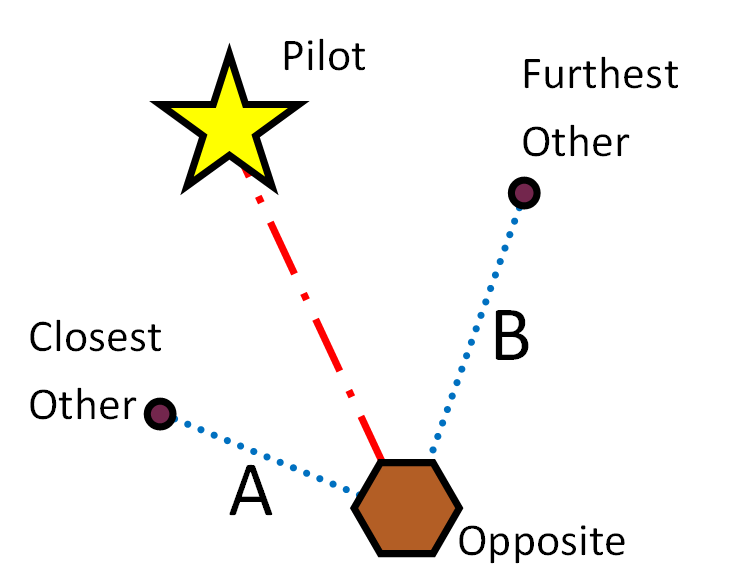 Pilot
Furthest
Other
Closest
Other
B
A
Opposite